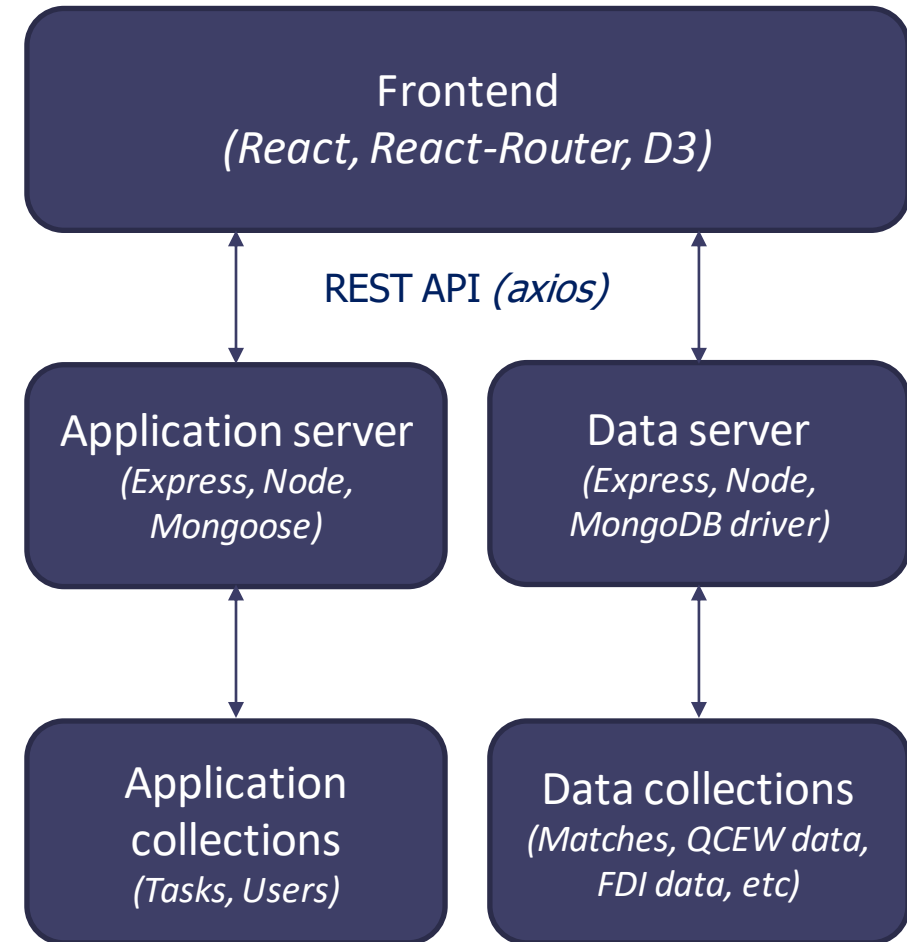 Frontend
(React, React-Router, D3)
REST API (axios)
Application server
(Express, Node,
Mongoose)
Data server
(Express, Node,
MongoDB driver)
Application
collections
(Tasks, Users)
Data collections
(Matches, QCEW data,
FDI data, etc)